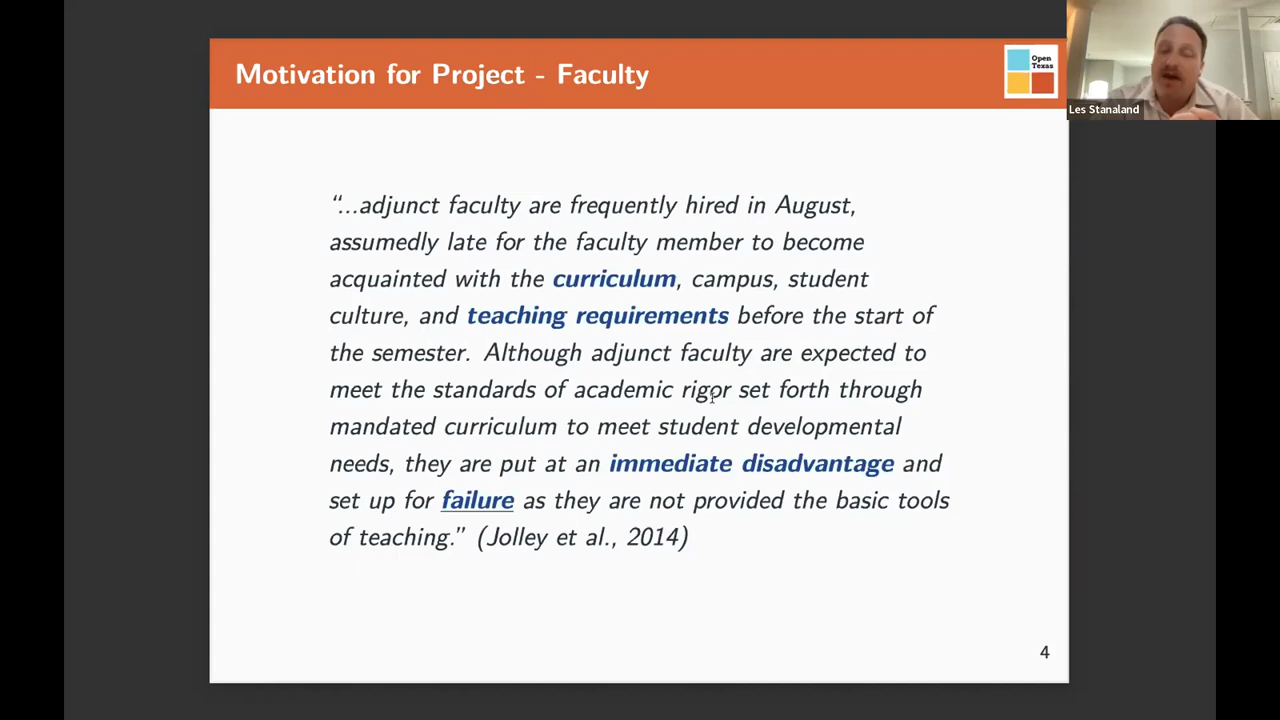 Motivation for Project - Faculty
Open
Texas
Les Stanaland
“...adjunct faculty are frequently hired in August,
assumedly late for the faculty member to become
acquainted with the curriculum, campus, student
culture, and teaching requirements before the start of
the semester. Although adjunct faculty are expected to
meet the standards of academic rigor set forth through
mandated curriculum to meet student developmental
needs, they are put at an immediate disadvantage and
set up for failure as they are not provided the basic tools
of teaching.” (Jolley et al., 2014)
4